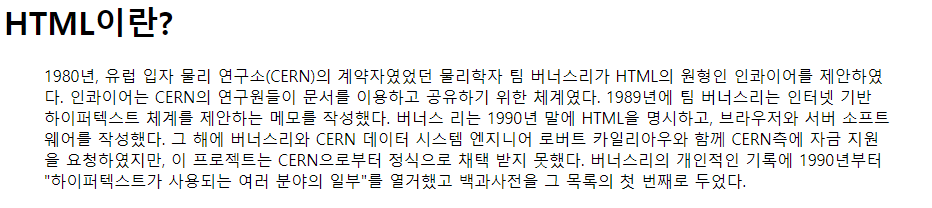 HTML이란?
1980년, 유럽 입자 물리 연구소(CERN)의 계약자였었던 물리학자 팀 버너스리가 HTML의 원형인 인콰이어를 제안하였
다. 인콰이어는 CERN의 연구원들이 문서를 이용하고 공유하기 위한 체계였다. 1989년에 팀 버너스리는 인터넷 기반
하이퍼텍스트 체계를 제안하는 메모를 작성했다. 버너스 리는 1990년 말에 HTML을 명시하고, 브라우저와 서버 소프트
웨어를 작성했다. 그 해에 버너스리와 CERN 데이터 시스템 엔지니어 로버트 카일리아우와 함께 CERN측에 자금 지원
을 요청하였지만, 이 프로젝트는 CERN으로부터 정식으로 채택 받지 못했다. 버너스리의 개인적인 기록에 1990년부터
"하이퍼텍스트가 사용되는 여러 분야의 일부"를 열거했고 백과사전을 그 목록의 첫 번째로 두었다.